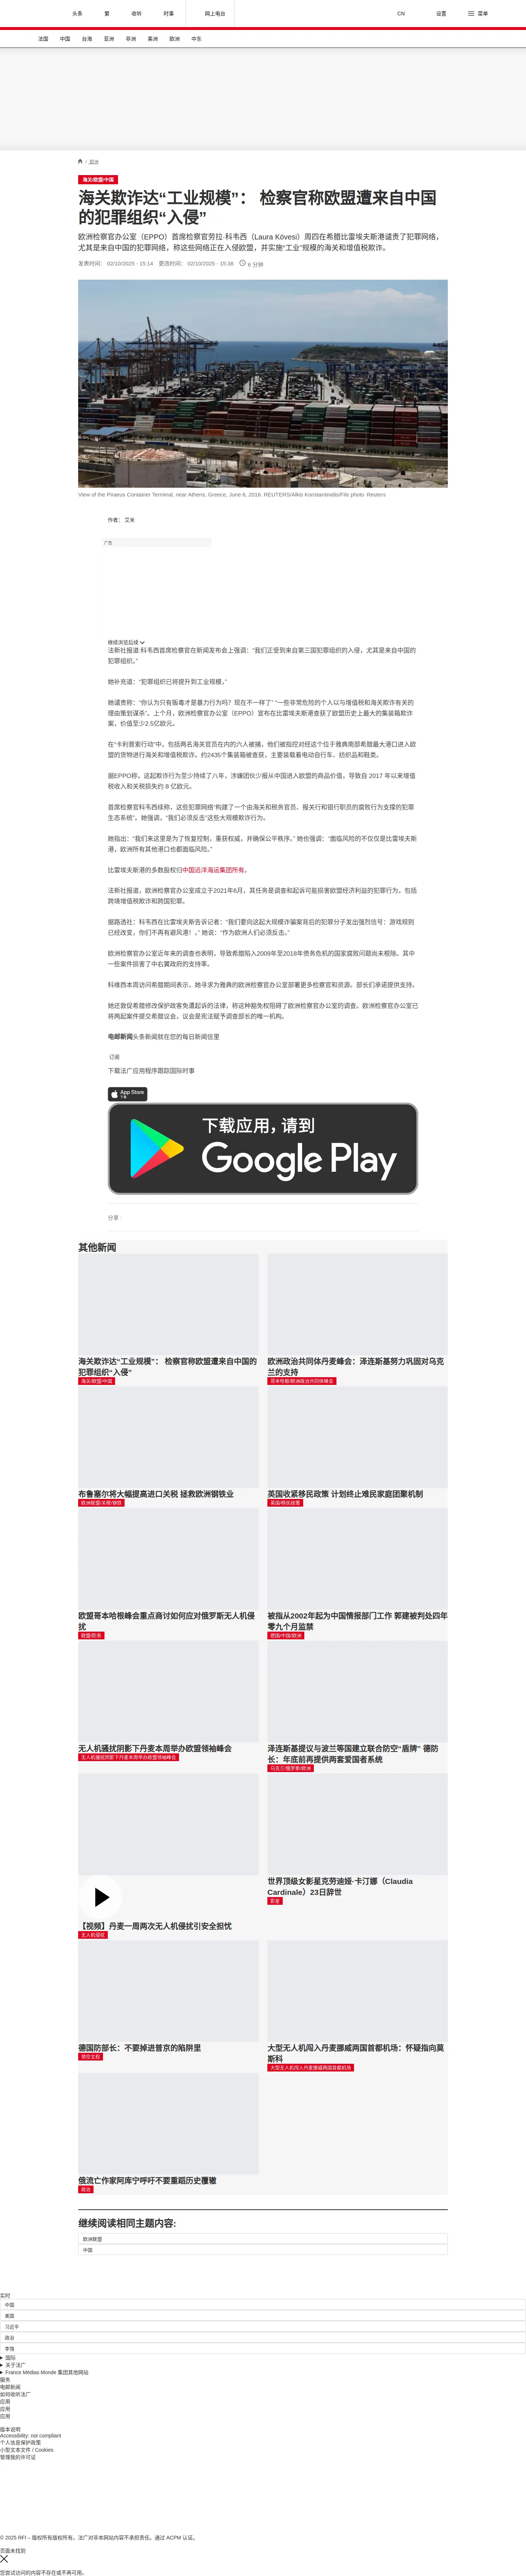 头条
繁
收听
时事
网上电台
CN
设置
菜单
法国
中国
台海
亚洲
非洲
美洲
欧洲
中东
/ 欧洲
海关/欧盟/中国
海关欺诈达“工业规模”： 检察官称欧盟遭来自中国
的犯罪组织“入侵”
欧洲检察官办公室（EPPO）首席检察官劳拉·科韦西（Laura Kövesi）周四在希腊比雷埃夫斯港谴责了犯罪网络，
尤其是来自中国的犯罪网络，称这些网络正在入侵欧盟，并实施“工业”规模的海关和增值税欺诈。
发表时间： 02/10/2025 - 15:14 更改时间： 02/10/2025 - 15:38 6 分钟
View of the Piraeus Container Terminal, near Athens, Greece, June 6, 2016. REUTERS/Alkis Konstantinidis/File photo Reuters
作者： 艾米
广告
继续浏览后续
法新社报道:科韦西首席检察官在新闻发布会上强调：“我们正受到来自第三国犯罪组织的入侵，尤其是来自中国的
犯罪组织。”
她补充道：“犯罪组织已将提升到工业规模。”
她谴责称：“你认为只有贩毒才是暴力行为吗？现在不一样了” “一些非常危险的个人以与增值税和海关欺诈有关的
理由策划谋杀”。上个月，欧洲检察官办公室（EPPO）宣布在比雷埃夫斯港查获了欧盟历史上最大的集装箱欺诈
案，价值至少2.5亿欧元。
在“卡利普索行动”中，包括两名海关官员在内的六人被捕，他们被指控对经这个位于雅典南部希腊最大港口进入欧
盟的货物进行海关和增值税欺诈。约2435个集装箱被查获，主要装载着电动自行车、纺织品和鞋类。
据EPPO称，这起欺诈行为至少持续了八年，涉嫌团伙少报从中国进入欧盟的商品价值，导致自 2017 年以来增值
税收入和关税损失约 8 亿欧元。
首席检察官科韦西续称，这些犯罪网络“构建了一个由海关和税务官员、报关行和银行职员的腐败行为支撑的犯罪
生态系统”。她强调，“我们必须反击”这些大规模欺诈行为。
她指出：“我们来这里是为了恢复控制，重获权威，并确保公平秩序。” 她也强调：“面临风险的不仅仅是比雷埃夫斯
港，欧洲所有其他港口也都面临风险。”
比雷埃夫斯港的多数股权归中国远洋海运集团所有。
法新社报道，欧洲检察官办公室成立于2021年6月，其任务是调查和起诉可能损害欧盟经济利益的犯罪行为，包括
跨境增值税欺诈和跨国犯罪。
据路透社：科韦西在比雷埃夫斯告诉记者：“我们要向这起大规模诈骗案背后的犯罪分子发出强烈信号：游戏规则
已经改变，你们不再有避风港！。” 她说：“作为欧洲人们必须反击。”
欧洲检察官办公室近年来的调查也表明，导致希腊陷入2009年至2018年债务危机的国家腐败问题尚未根除。其中
一些案件损害了中右翼政府的支持率。
科维西本周访问希腊期间表示，她寻求为雅典的欧洲检察官办公室部署更多检察官和资源。部长们承诺提供支持。
她还敦促希腊修改保护政客免遭起诉的法律，称这种豁免权阻碍了欧洲检察官办公室的调查。欧洲检察官办公室已
将两起案件提交希腊议会，议会是宪法赋予调查部长的唯一机构。
电邮新闻头条新闻就在您的每日新闻信里
订阅
下载法广应用程序跟踪国际时事
App Store
下载应用，请到
Google Play
分享 :
其他新闻
海关欺诈达“工业规模”： 检察官称欧盟遭来自中国的
犯罪组织“入侵”
海关/欧盟/中国
欧洲政治共同体丹麦峰会：泽连斯基努力巩固对乌克
兰的支持
哥本哈根/欧洲政治共同体峰会
布鲁塞尔将大幅提高进口关税 拯救欧洲钢铁业
欧洲联盟/关税/钢铁
英国收紧移民政策 计划终止难民家庭团聚机制
英国/移民政策
欧盟哥本哈根峰会重点商讨如何应对俄罗斯无人机侵
扰
欧盟/防务
被指从2002年起为中国情报部门工作 郭建被判处四年
零九个月监禁
德国/中国/欧洲
无人机骚扰阴影下丹麦本周举办欧盟领袖峰会
无人机骚扰阴影下丹麦本周举办欧盟领袖峰会
泽连斯基提议与波兰等国建立联合防空“盾牌” 德防
长：年底前再提供两套爱国者系统
乌克兰/俄罗斯/欧洲
【视频】丹麦一周两次无人机侵扰引安全担忧
无人机侵扰
世界顶级女影星克劳迪娅·卡汀娜（Claudia
Cardinale）23日辞世
影星
德国防部长：不要掉进普京的陷阱里
领空主权
大型无人机闯入丹麦挪威两国首都机场：怀疑指向莫
斯科
大型无人机闯入丹麦挪威两国首都机场
俄流亡作家阿库宁呼吁不要重蹈历史覆辙
政治
继续阅读相同主题内容:
欧洲联盟
中国
实时
中国
美国
习近平
政治
李强
国际
关于法广
France Médias Monde 集团其他网站
服务
电邮新闻
如何收听法广
应用
应用
应用
版本说明
Accessibility: not compliant
个人信息保护政策
小型文本文件 / Cookies
管理我的许可证
© 2025 RFI – 版权所有版权所有。法广对非本网站内容不承担责任。通过 ACPM 认证。
页面未找到
您尝试访问的内容不存在或不再可用。